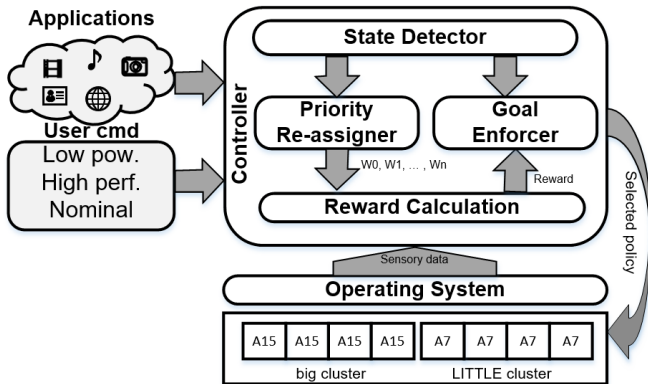 Applications
User cmd
Low pow.
High perf.
Nominal
Controller
State Detector
Priority
Re-assigner
Goal
Enforcer
W0, W1, ... , Wn
Reward
Reward Calculation
Selected policy
Sensory data
Operating System
A15 A15 A15 A15 A7 A7 A7 A7
big cluster LITTLE cluster